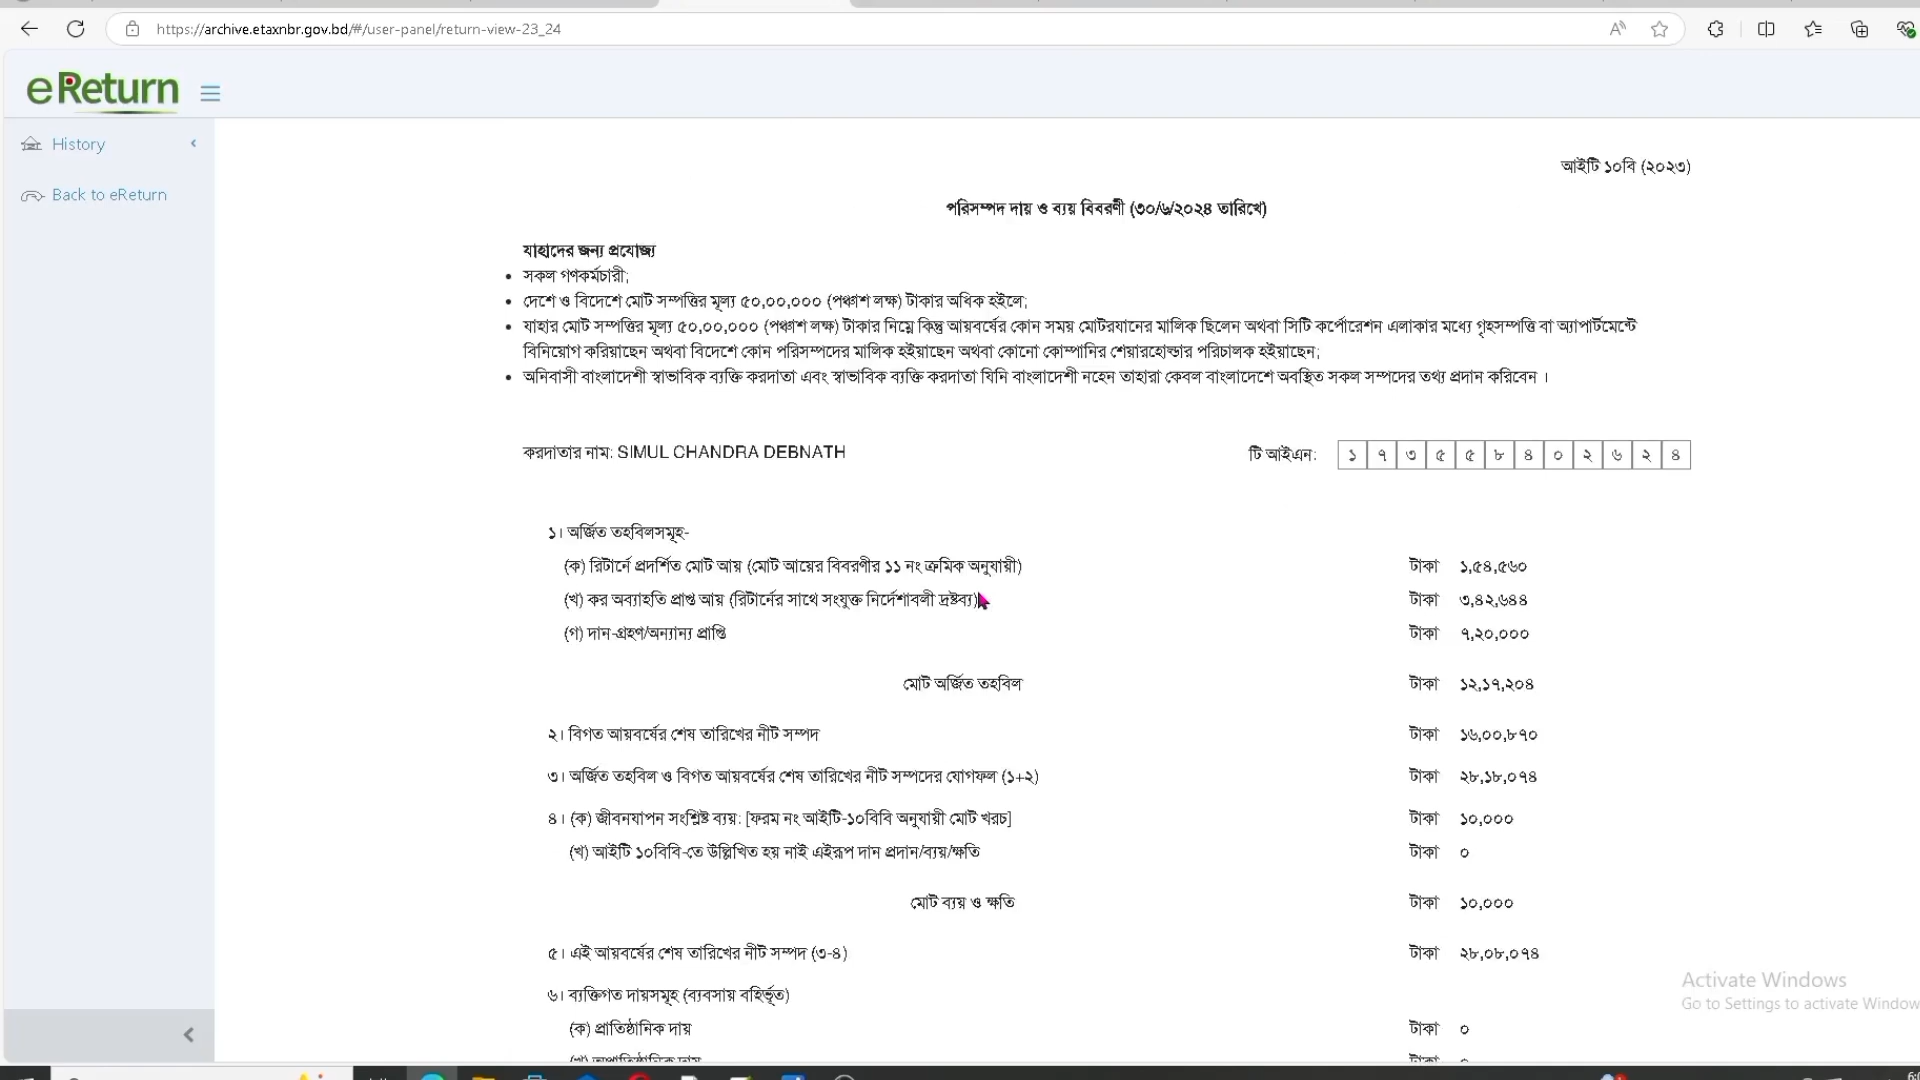 https://archive.etaxnbr.gov.bd/#/user-panel/return-view-23_24
eReturn
History
Back to eReturn
আইটি ১০বি (২০২৩)
পরিসম্পদ দায় ও ব্যয় বিবরণী (৩০/৬/২০২৪ তারিখে)
যাহাদের জন্য প্রযোজ্য
• সকল গণকর্মচারী;
• দেশে ও বিদেশে মোট সম্পত্তির মূল্য ৫০,০০,০০০ (পঞ্চাশ লক্ষ) টাকার অধিক হইলে;
• যাহার মোট সম্পত্তির মূল্য ৫০,০০,০০০ (পঞ্চাশ লক্ষ) টাকার নিম্নে কিন্তু আয়বর্ষের কোন সময় মোটরযানের মালিক ছিলেন অথবা সিটি কর্পোরেশন এলাকার মধ্যে গৃহসম্পত্তি বা অ্যাপার্টমেন্টে
বিনিয়োগ করিয়াছেন অথবা বিদেশে কোন পরিসম্পদের মালিক হইয়াছেন অথবা কোনো কোম্পানির শেয়ারহোল্ডার পরিচালক হইয়াছেন;
• অনিবাসী বাংলাদেশী স্বাভাবিক ব্যক্তি করদাতা এবং স্বাভাবিক ব্যক্তি করদাতা যিনি বাংলাদেশী নহেন তাহারা কেবল বাংলাদেশে অবস্থিত সকল সম্পদের তথ্য প্রদান করিবেন ।
করদাতার নাম: SIMUL CHANDRA DEBNATH টি আইএন: ১ ৭ ৩ ৫ ৫ ৮ ৪ ০ ২ ৬ ২ ৪
১। অর্জিত তহবিলসমূহ-
(ক) রিটার্নে প্রদর্শিত মোট আয় (মোট আয়ের বিবরণীর ১১ নং ক্রমিক অনুযায়ী) টাকা ১,৫৪,৫৬০
(খ) কর অব্যাহতি প্রাপ্ত আয় (রিটার্নের সাথে সংযুক্ত নির্দেশাবলী দ্রষ্টব্য) টাকা ৩,৪২,৬৪৪
(গ) দান-গ্রহণ/অন্যান্য প্রাপ্তি টাকা ৭,২০,০০০
মোট অর্জিত তহবিল টাকা ১২,১৭,২০৪
২। বিগত আয়বর্ষের শেষ তারিখের নীট সম্পদ টাকা ১৬,০০,৮৭০
৩। অর্জিত তহবিল ও বিগত আয়বর্ষের শেষ তারিখের নীট সম্পদের যোগফল (১+২) টাকা ২৮,১৮,০৭৪
৪। (ক) জীবনযাপন সংশ্লিষ্ট ব্যয়: [ফরম নং আইটি-১০বিবি অনুযায়ী মোট খরচ] টাকা ১০,০০০
(খ) আইটি ১০বিবি-তে উল্লিখিত হয় নাই এইরূপ দান প্রদান/ব্যয়/ক্ষতি টাকা ০
মোট ব্যয় ও ক্ষতি টাকা ১০,০০০
৫। এই আয়বর্ষের শেষ তারিখের নীট সম্পদ (৩-৪) টাকা ২৮,০৮,০৭৪
৬। ব্যক্তিগত দায়সমূহ (ব্যবসায় বহির্ভূত)
(ক) প্রাতিষ্ঠানিক দায় টাকা ০
(খ) অপ্রাতিষ্ঠানিক দায় টাকা
Activate Windows
Go to Settings to activate Window